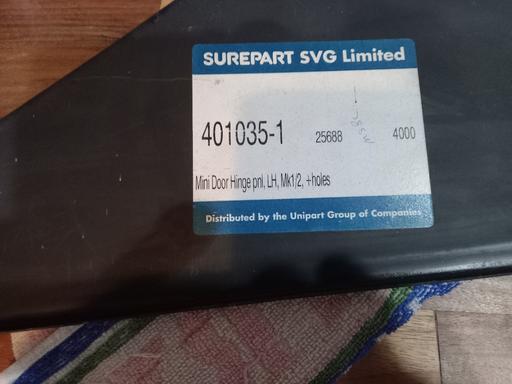 SUREPART SVG Limited
401035-1 25688 4000
Mini Door Hinge pnl, LH, Mk1/2, +holes
Distributed by the Unipart Group of Companies